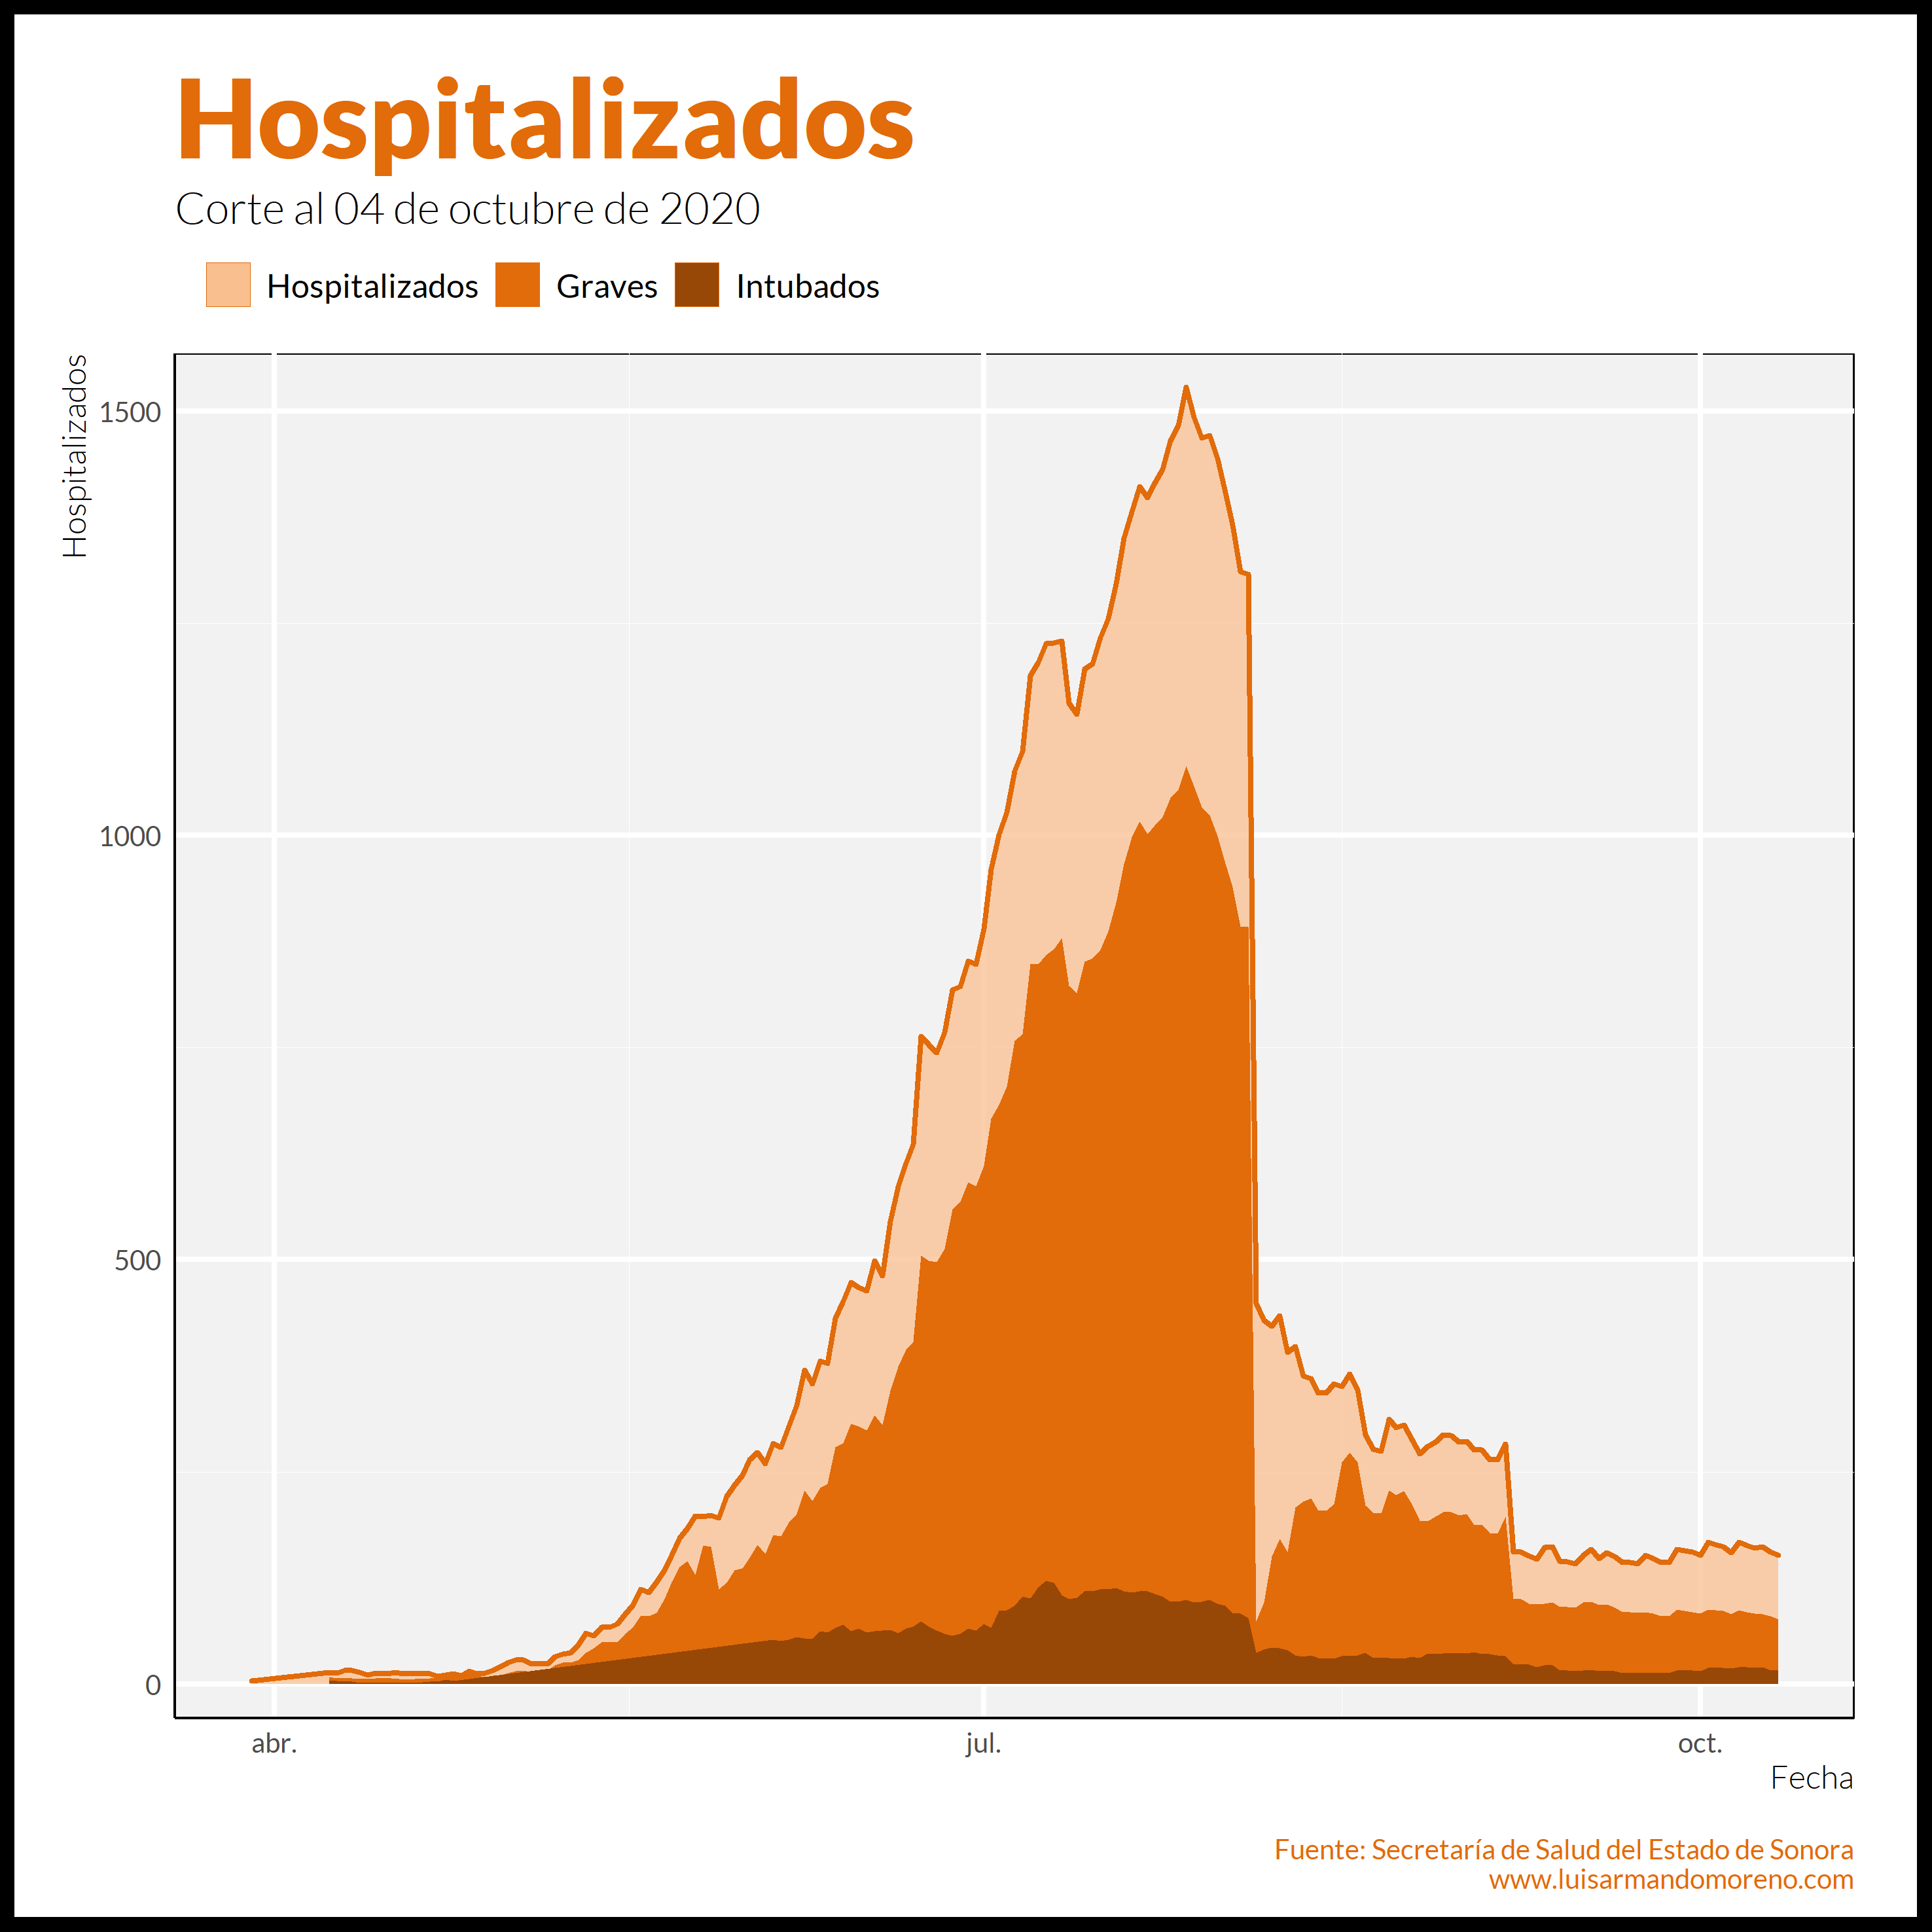 Hospitalizados
Corte al 04 de octubre de 2020
Hospitalizados Graves Intubados
Hospitalizados
1500
1000
500
0
abr. jul. oct.
Fecha
Fuente: Secretaría de Salud del Estado de Sonora
www.luisarmandomoreno.com